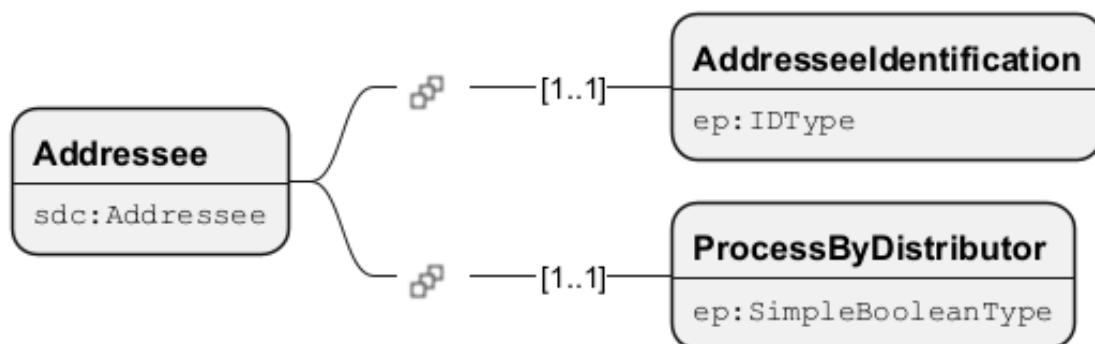 AddresseeIdentification
[1..1]
ep:IDType
Addressee
sdc:Addressee
ProcessByDistributor
[1..1]
ep:SimpleBooleanType